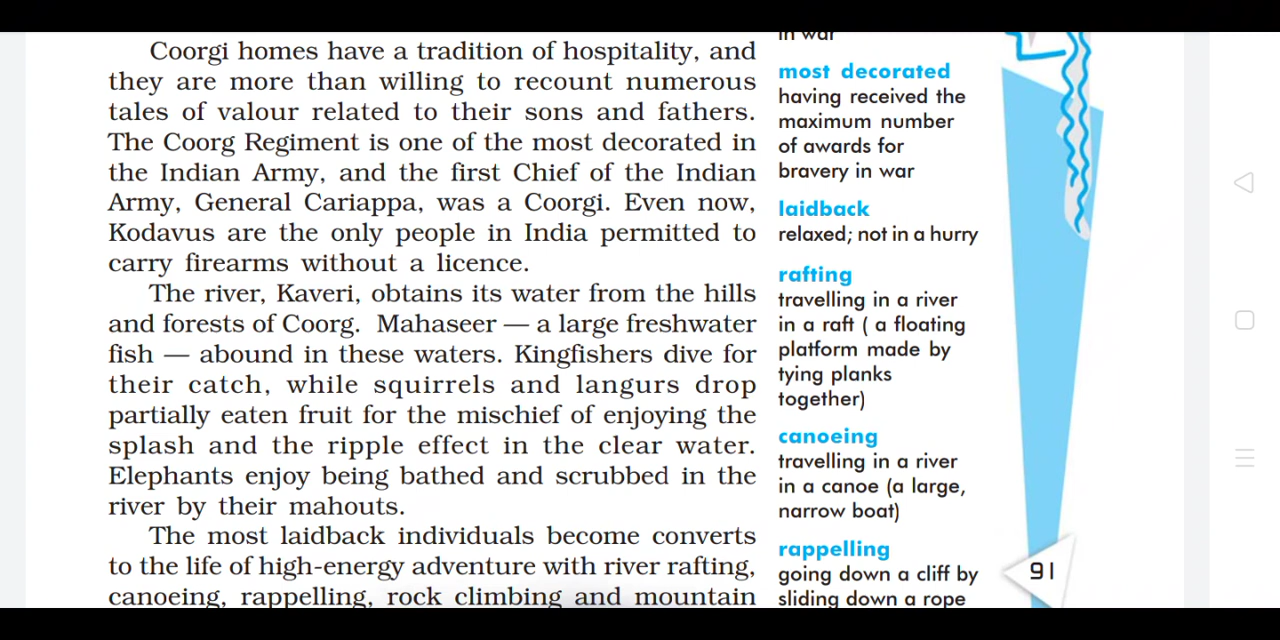 Coorgi homes have a tradition of hospitality, and
they are more than willing to recount numerous
tales of valour related to their sons and fathers.
The Coorg Regiment is one of the most decorated in
the Indian Army, and the first Chief of the Indian
Army, General Cariappa, was a Coorgi. Even now,
Kodavus are the only people in India permitted to
carry firearms without a licence.
The river, Kaveri, obtains its water from the hills
and forests of Coorg. Mahaseer — a large freshwater
fish — abound in these waters. Kingfishers dive for
their catch, while squirrels and langurs drop
partially eaten fruit for the mischief of enjoying the
splash and the ripple effect in the clear water.
Elephants enjoy being bathed and scrubbed in the
river by their mahouts.
The most laidback individuals become converts
to the life of high-energy adventure with river rafting,
canoeing, rappelling, rock climbing and mountain
in war
most decorated
having received the
maximum number
of awards for
bravery in war
laidback
relaxed; not in a hurry
rafting
travelling in a river
in a raft ( a floating
platform made by
tying planks
together)
canoeing
travelling in a river
in a canoe (a large,
narrow boat)
rappelling
going down a cliff by
sliding down a rope
91